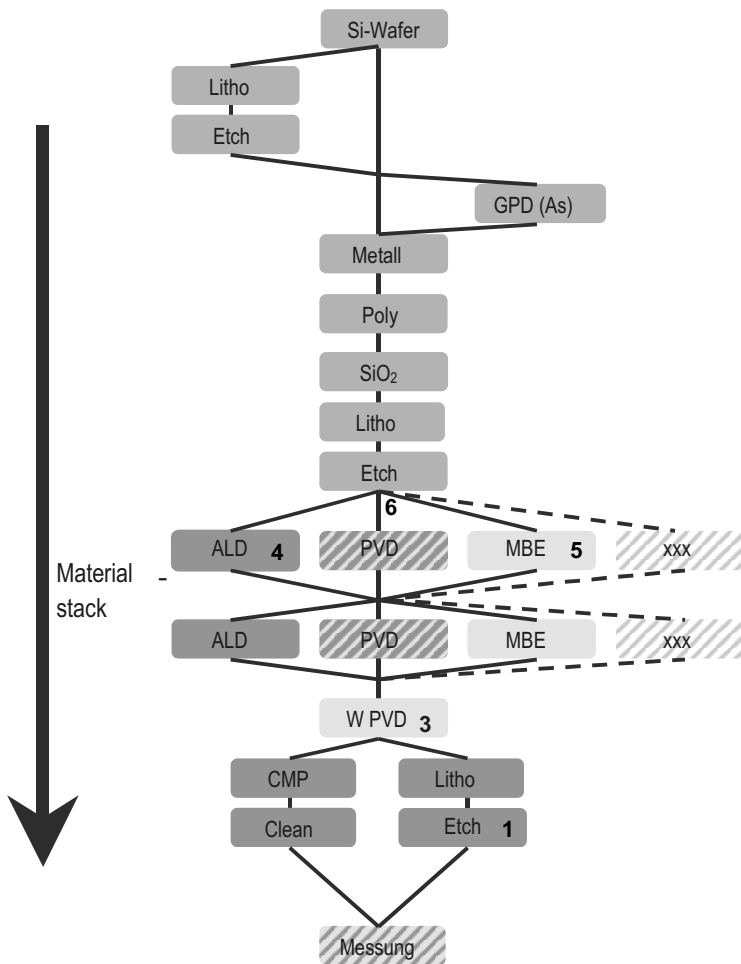 Si-Wafer
Litho
Etch
GPD (As)
Metall
Poly
SiO₂
Litho
Etch
6
ALD 4 PVD MBE 5 xxx
Material -
stack
ALD PVD MBE xxx
W PVD 3
CMP Litho
Clean Etch 1
Messung